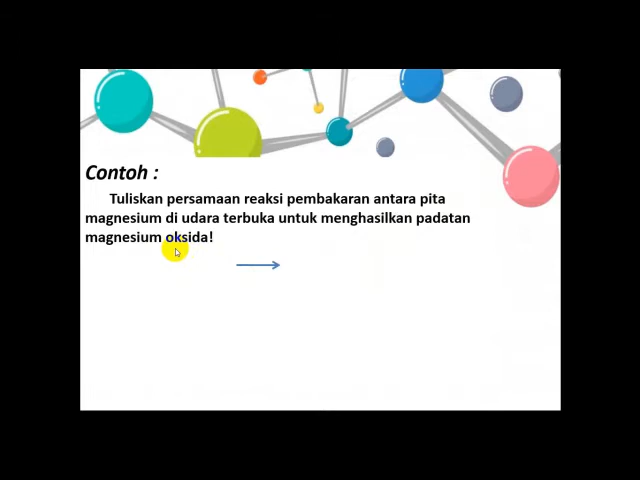 Contoh :
Tuliskan persamaan reaksi pembakaran antara pita
magnesium di udara terbuka untuk menghasilkan padatan
magnesium oksida!